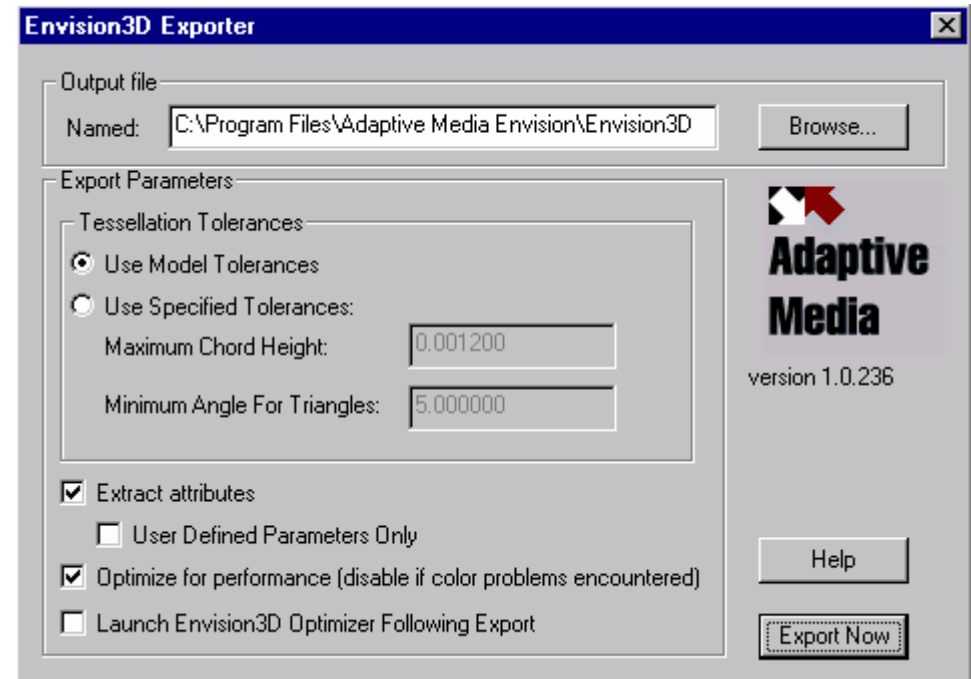 Envision3D Exporter
Output file
Named: C:\Program Files\Adaptive Media Envision\Envision3D Browse...
Export Parameters
Tessellation Tolerances
Use Model Tolerances
Use Specified Tolerances:
Maximum Chord Height: 0.001200
Minimum Angle For Triangles: 5.000000
Adaptive
Media
version 1.0.236
Extract attributes
User Defined Parameters Only
Optimize for performance (disable if color problems encountered)
Launch Envision3D Optimizer Following Export
Help
Export Now